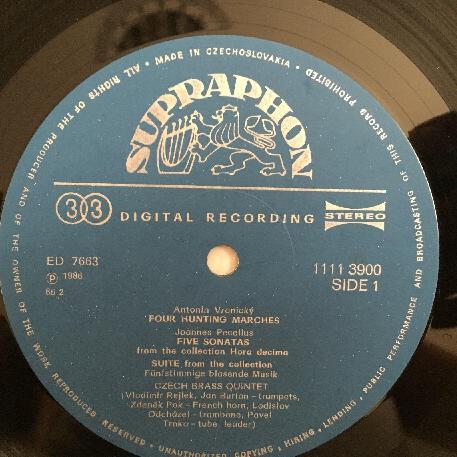 ALL RIGHTS OF THE PRODUCER AND OF THE OWNER OF THE WORK REPRODUCED RESERVED • UNAUTHORIZED COPYING, HIRING, LENDING, PUBLIC PERFORMANCE AND BROADCASTING OF THIS RECORD PROHIBITED • MADE IN CZECHOSLOVAKIA •
SUPRAPHON
33 DIGITAL RECORDING STEREO
ED 7663 1111 3900
Ⓟ 1986 SIDE 1
66 2
Antonín Vranický
FOUR HUNTING MARCHES
Joannes Pecelius
FIVE SONATAS
from the collection Hora decima
SUITE from the collection
Fünfstimmige blasende Musik
CZECH BRASS QUINTET
(Vladimír Rejlek, Jan Burian - trumpets,
Zdeněk Pok - French horn, Ladislav
Odcházel - trombone, Pavel
Trnka - tube, leader)